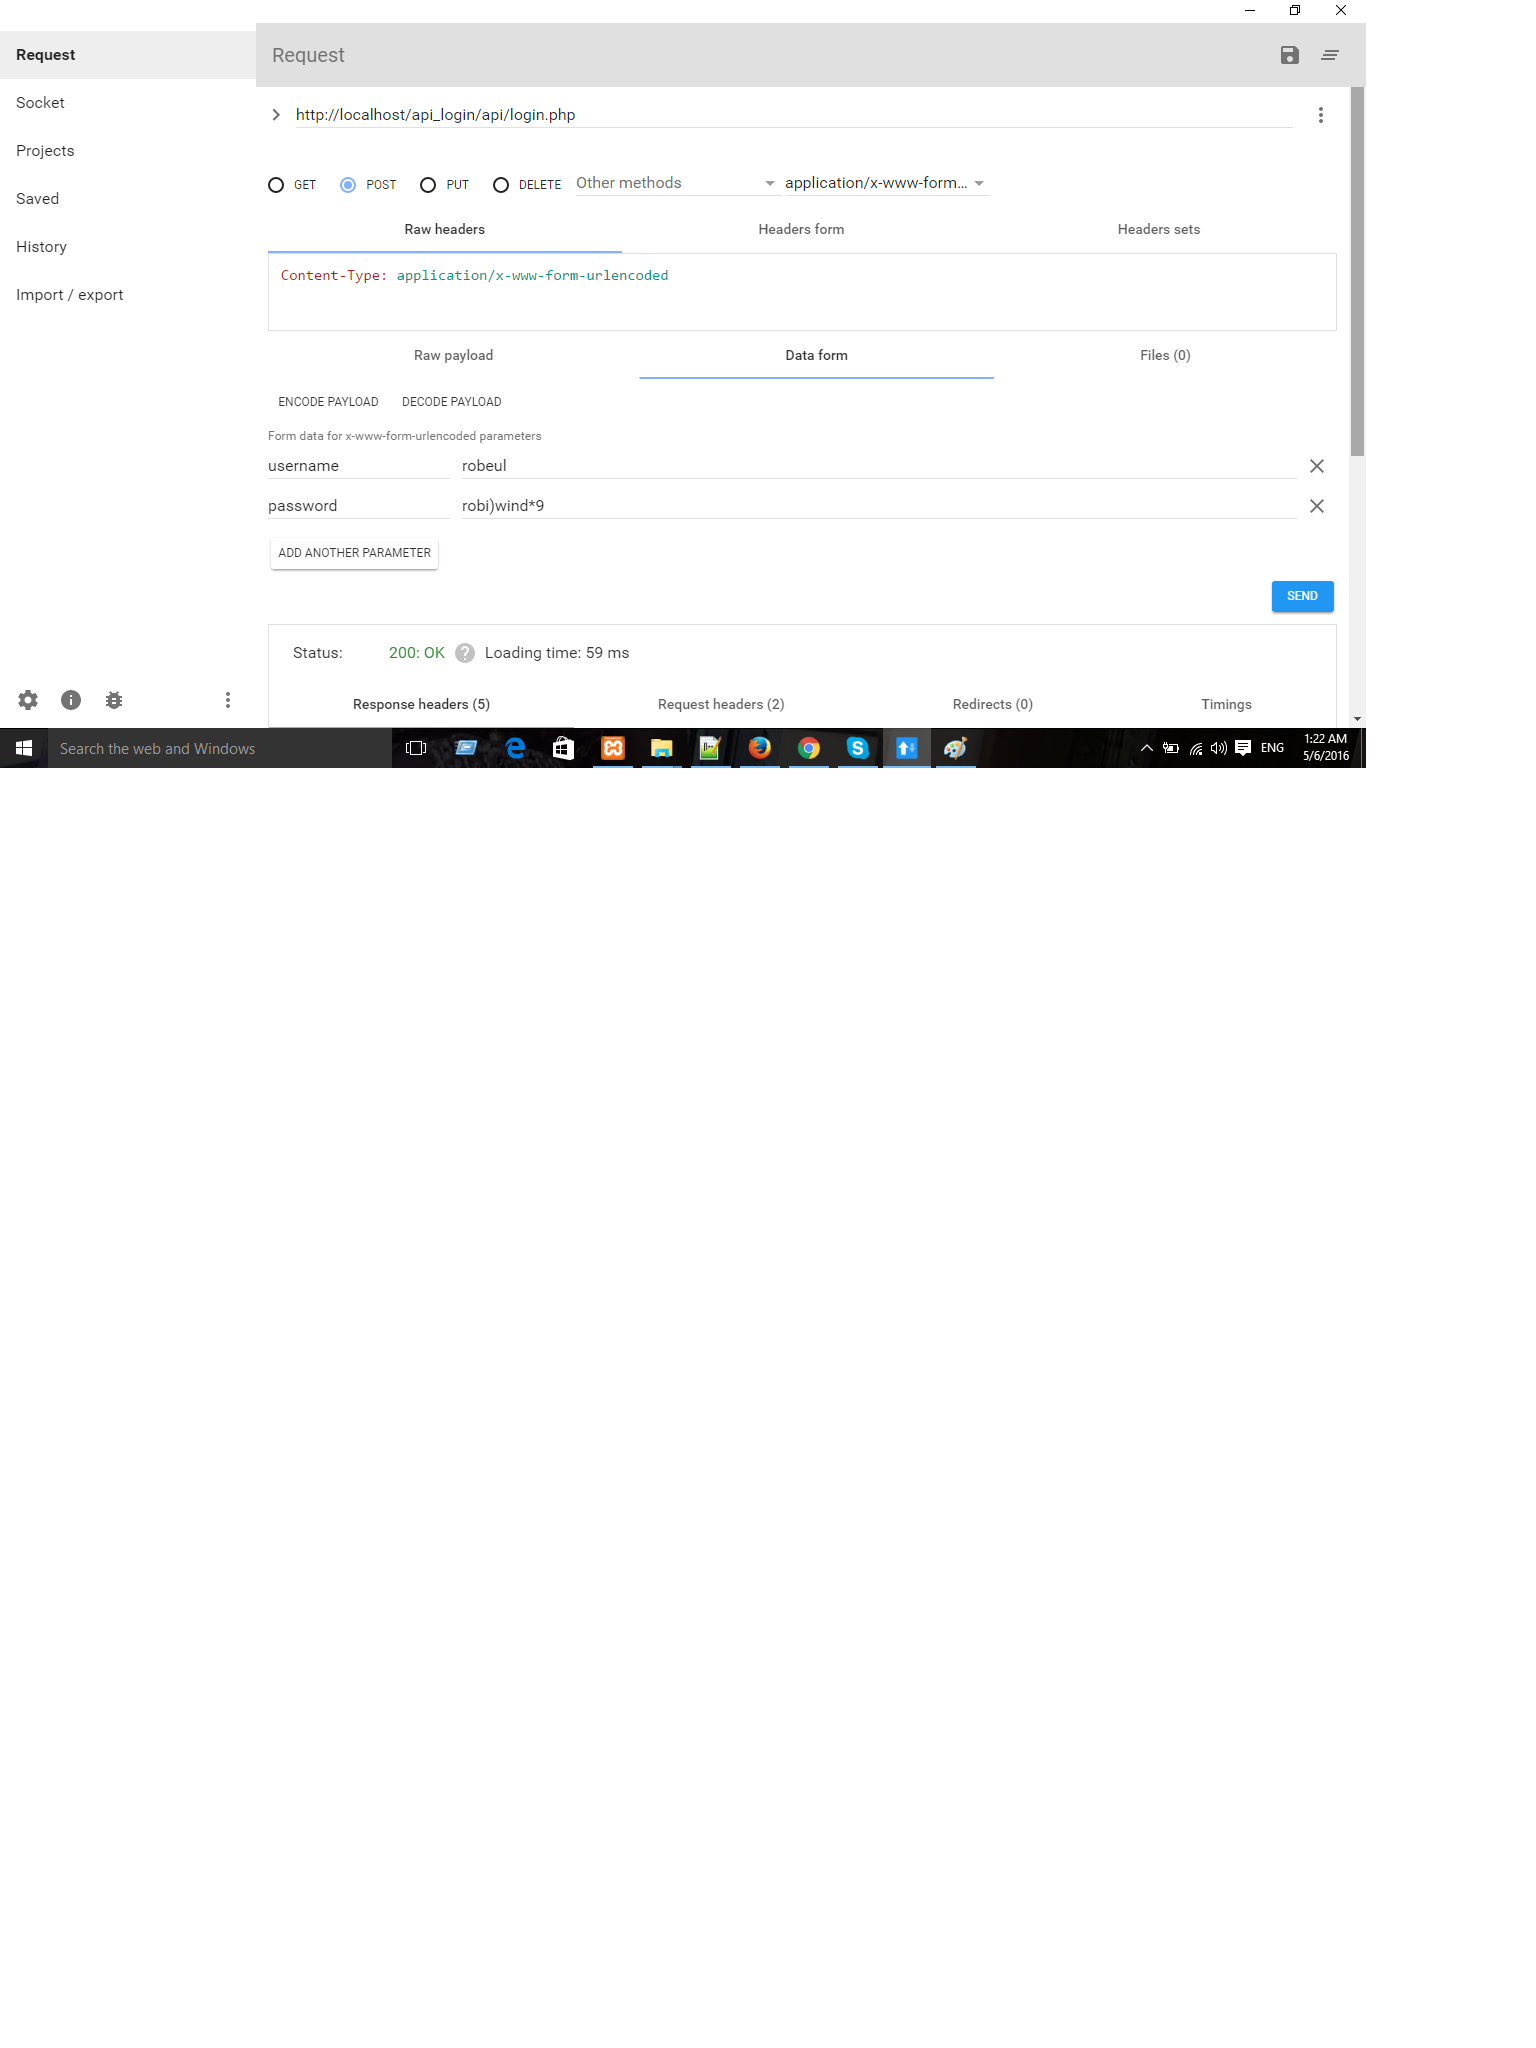 Request
Socket
Projects
Saved
History
Import / export
Request
http://localhost/api_login/api/login.php
GET POST PUT DELETE Other methods application/x-www-form...
Raw headers Headers form Headers sets
Content-Type: application/x-www-form-urlencoded
Raw payload Data form Files (0)
ENCODE PAYLOAD DECODE PAYLOAD
Form data for x-www-form-urlencoded parameters
username robeul
password robi)wind*9
ADD ANOTHER PARAMETER
SEND
Status: 200: OK ? Loading time: 59 ms
Response headers (5) Request headers (2) Redirects (0) Timings
Search the web and Windows
ENG
1:22 AM
5/6/2016